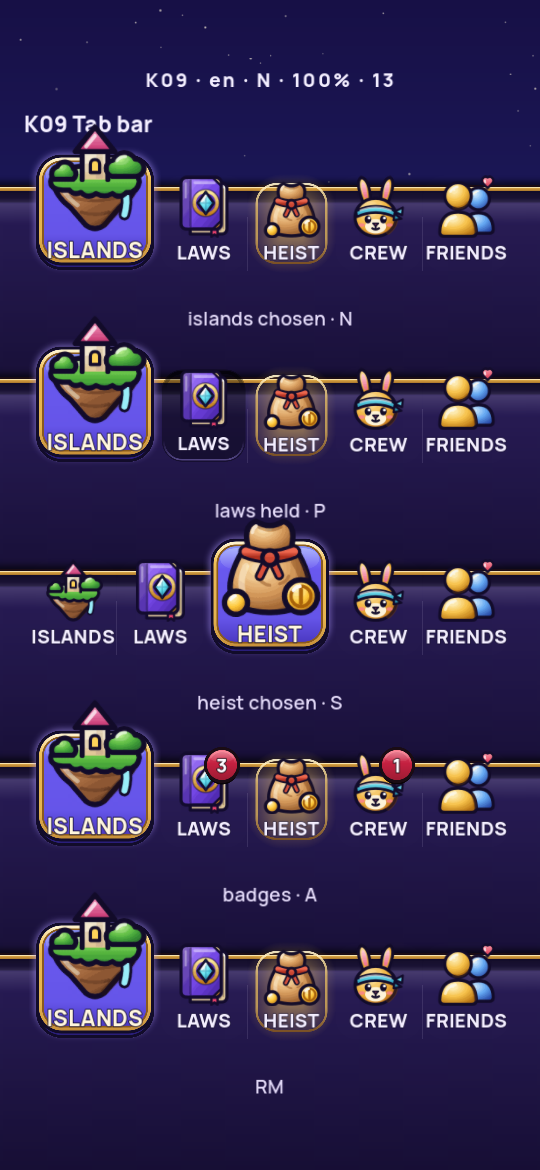 K09 · en · N · 100% · 13
K09 Tab bar
ISLANDS LAWS HEIST CREW FRIENDS
islands chosen · N
ISLANDS LAWS HEIST CREW FRIENDS
laws held · P
ISLANDS LAWS HEIST CREW FRIENDS
heist chosen · S
3 1
ISLANDS LAWS HEIST CREW FRIENDS
badges · A
ISLANDS LAWS HEIST CREW FRIENDS
RM